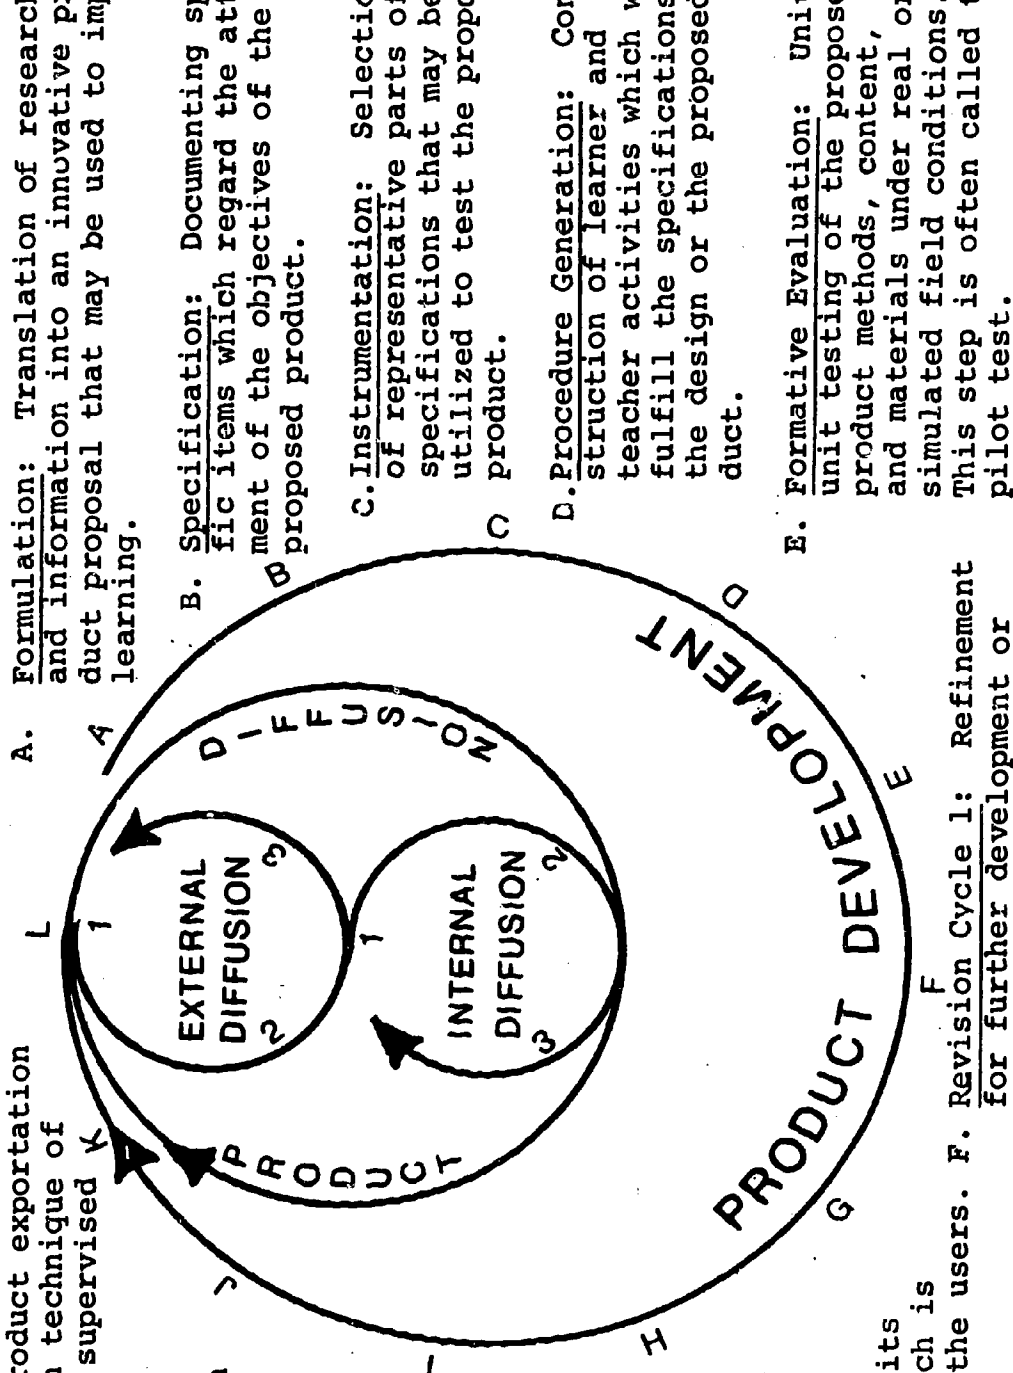 roduct exportation
technique of
supervised
A. Formulation: Translation of research
and information into an innovative p
duct proposal that may be used to imp
learning.
B. Specification: Documenting sp
fic items which regard the att
ment of the objectives of the
proposed product.
C. Instrumentation: Selectio
of representative parts of
specifications that may be
utilized to test the propo
product.
D. Procedure Generation: Con
struction of learner and
teacher activities which w
fulfill the specifications
the design or the proposed
duct.
E. Formative Evaluation: Uni
unit testing of the propose
product methods, content,
and materials under real or
simulated field conditions.
This step is often called t
pilot test.
its
ch is
the users.
F. Revision Cycle 1: Refinement
for further development or
A
B
C
D
E
F
G
H
I
J
K
L
PRODUCT DIFFUSION
1
EXTERNAL
DIFFUSION
2
3
1
INTERNAL
DIFFUSION
2
3
PRODUCT DEVELOPMENT